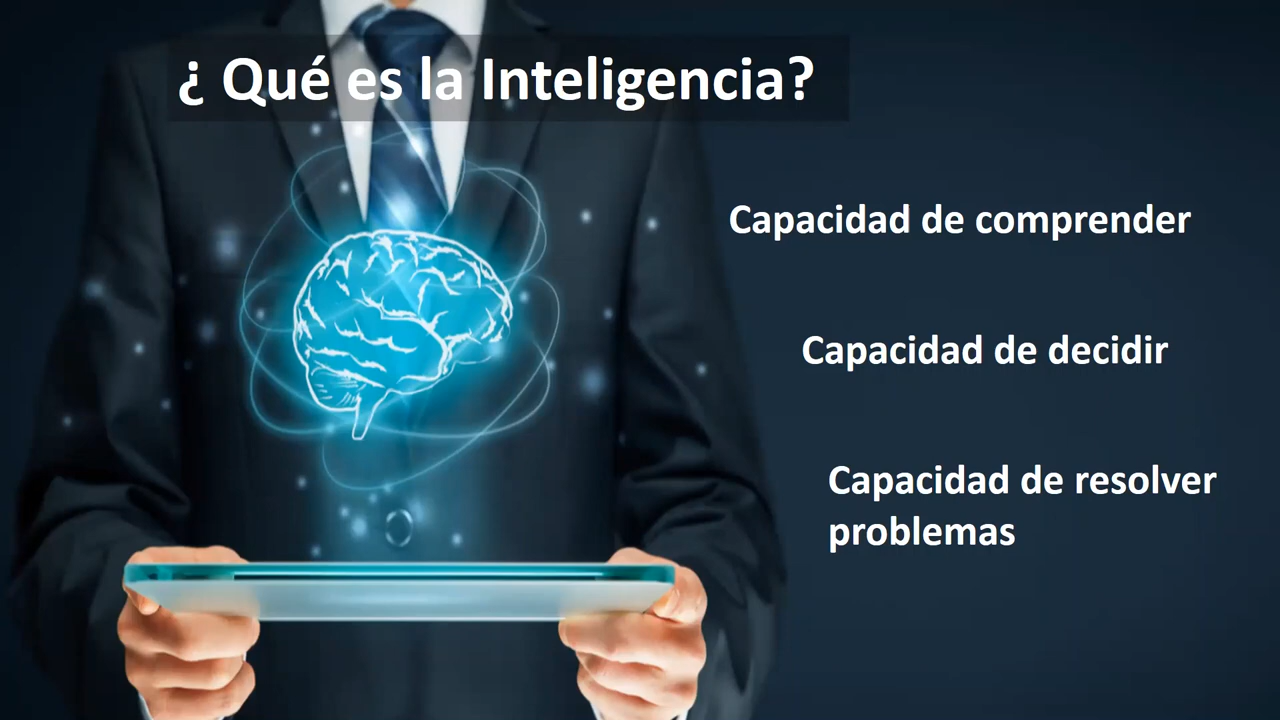 ¿ Qué es la Inteligencia?
Capacidad de comprender
Capacidad de decidir
Capacidad de resolver
problemas